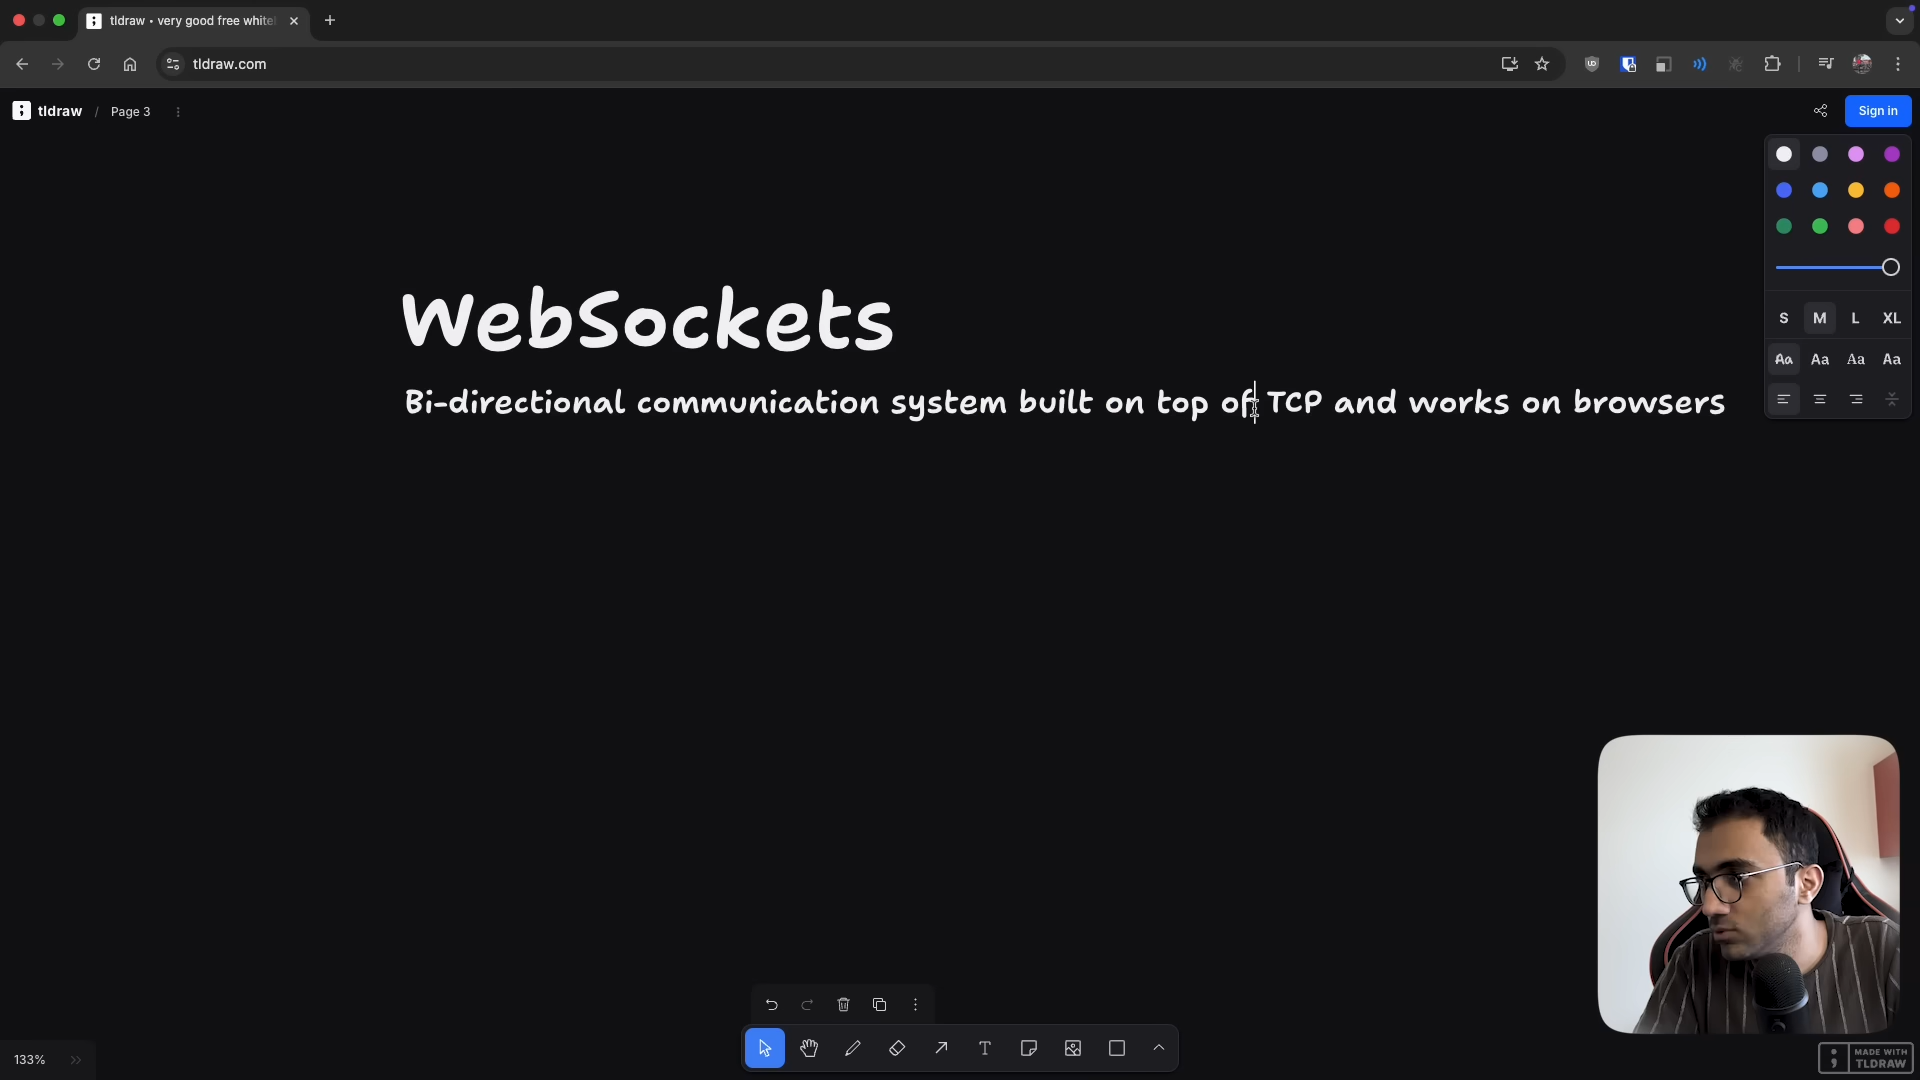 tldraw • very good free white
tldraw.com
tldraw / Page 3
Sign in
S M L XL
Aa Aa Aa Aa
WebSockets
Bi-directional communication system built on top of TCP and works on browsers
133%
MADE WITH
TLDRAW